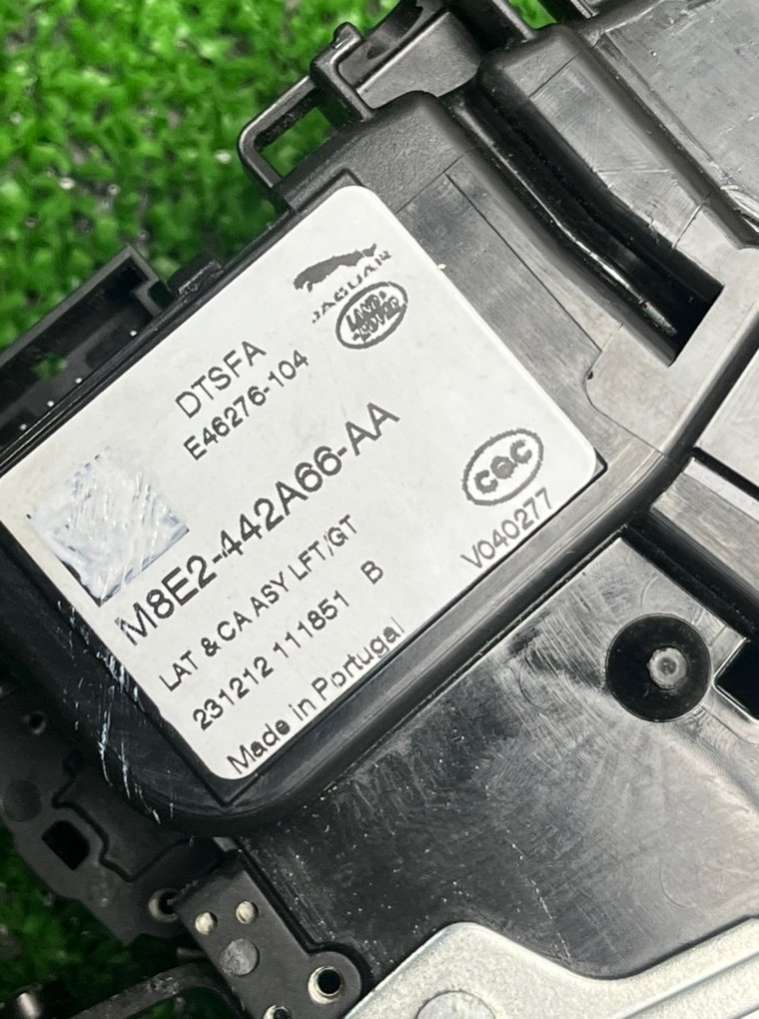 JAGUAR
LAND ROVER
DTSFA
E46276-104
M8E2-442A66-AA
CQC
LAT & CA ASY LFT/GT
V040277
231212 111851 B
Made in Portugal